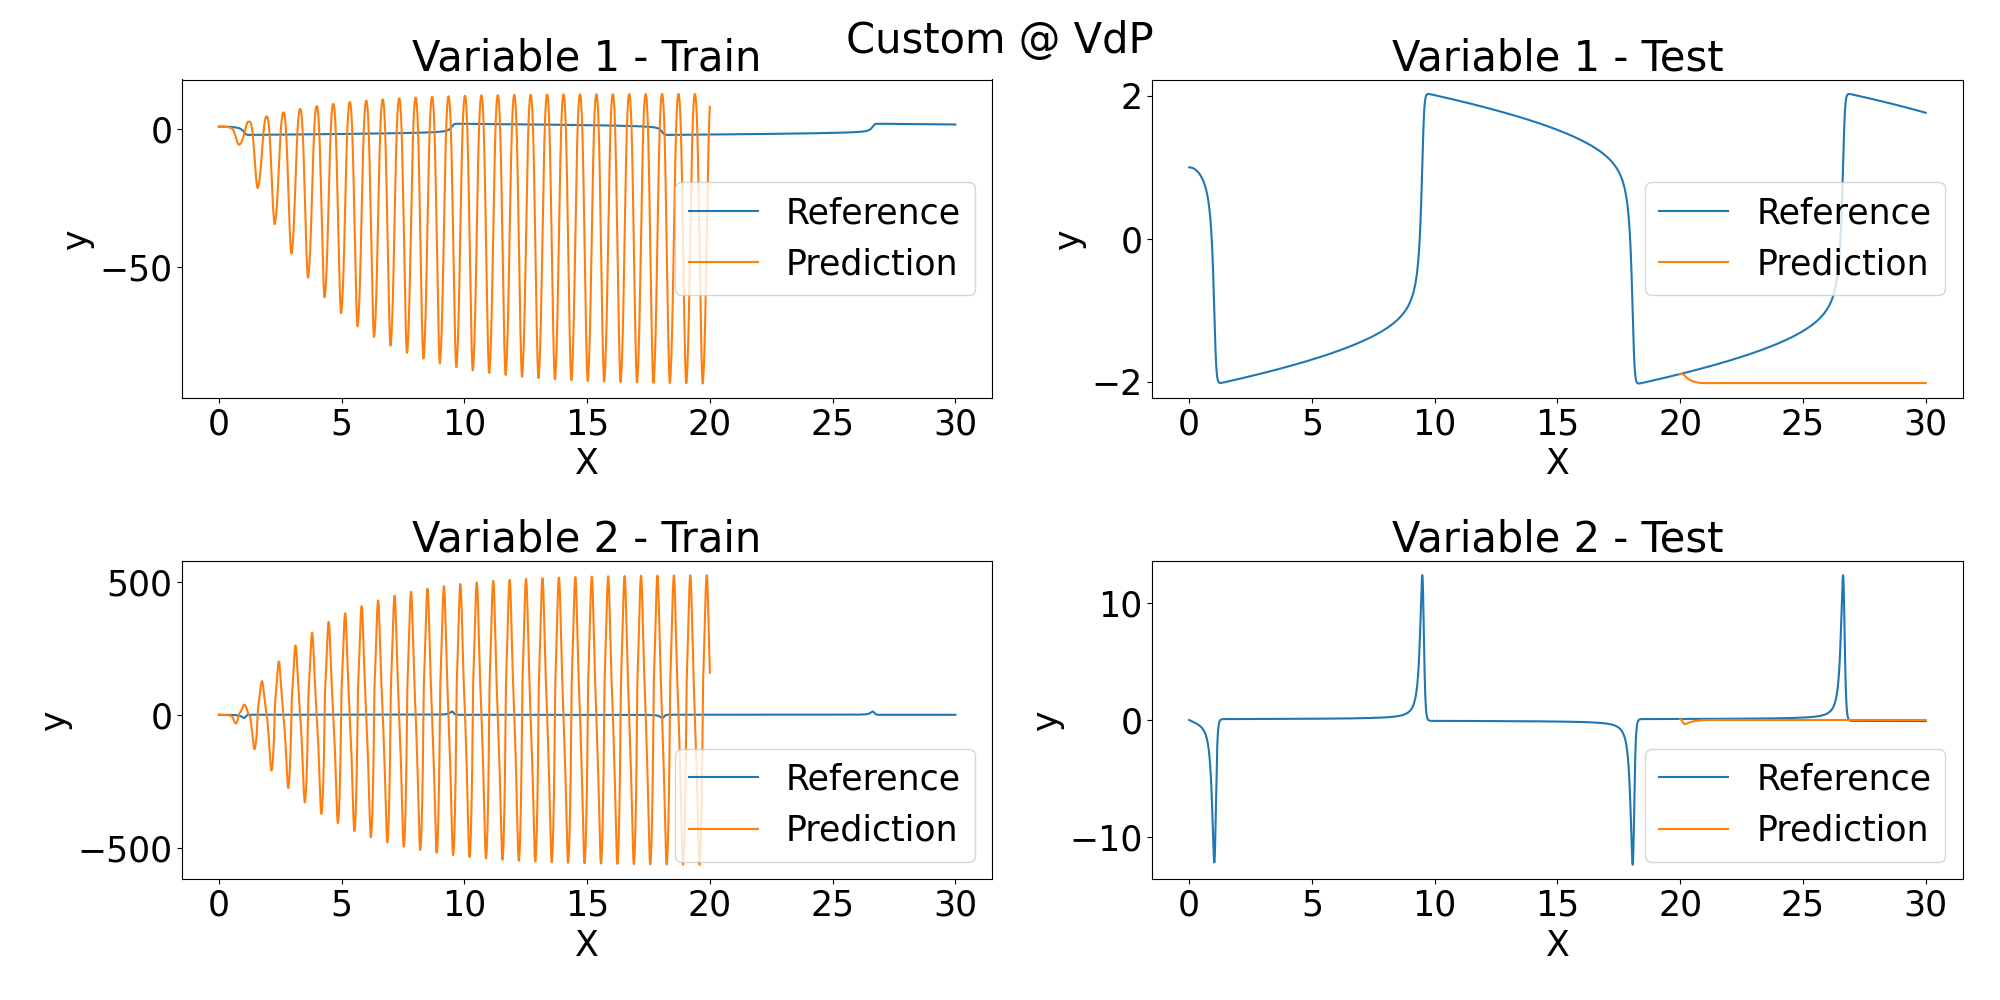 Custom @ VdP
Variable 1 - Train
0
−50
y
0 5 10 15 20 25 30
X
Reference
Prediction
Variable 1 - Test
2
0
−2
y
0 5 10 15 20 25 30
X
Reference
Prediction
Variable 2 - Train
500
0
−500
y
0 5 10 15 20 25 30
X
Reference
Prediction
Variable 2 - Test
10
0
−10
y
0 5 10 15 20 25 30
X
Reference
Prediction